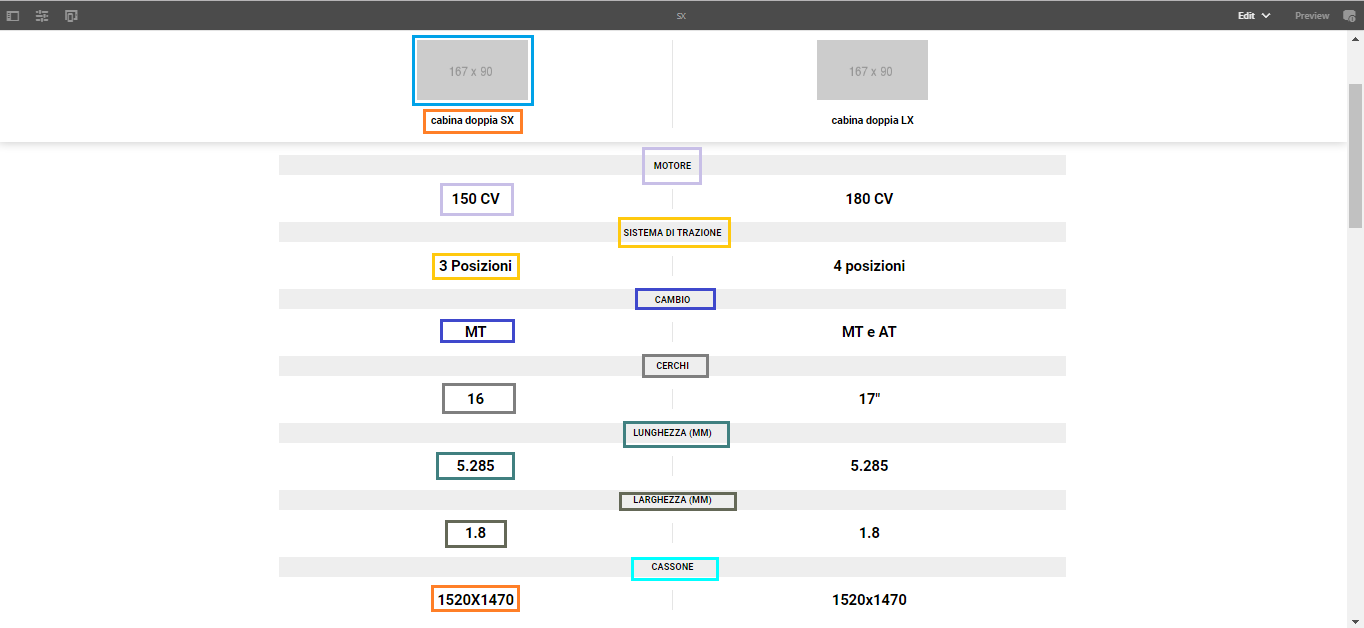 SX
Edit
Preview
167 x 90
167 x 90
cabina doppia SX
cabina doppia LX
MOTORE
150 CV
180 CV
SISTEMA DI TRAZIONE
3 Posizioni
4 posizioni
CAMBIO
MT
MT e AT
CERCHI
16
17"
LUNGHEZZA (MM)
5.285
5.285
LARGHEZZA (MM)
1.8
1.8
CASSONE
1520X1470
1520x1470